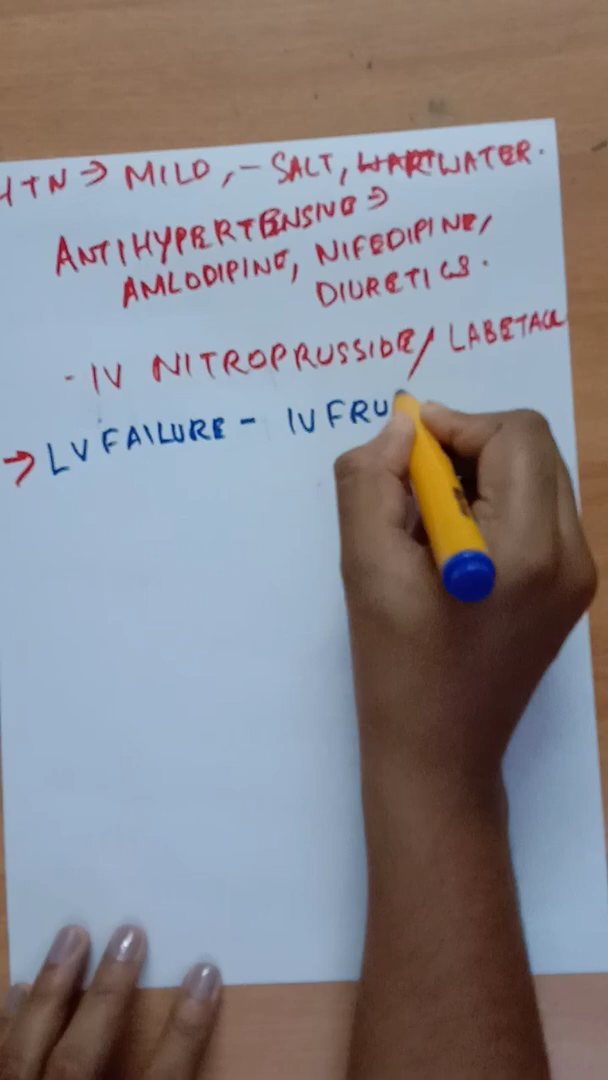 HTN → MILD, - SALT, WATER.
ANTIHYPERTENSIVE →
AMLODIPINE, NIFEDIPINE,
DIURETICS.
- IV NITROPRUSSIDE/ LABETALOL
→ LV FAILURE - IV FRU